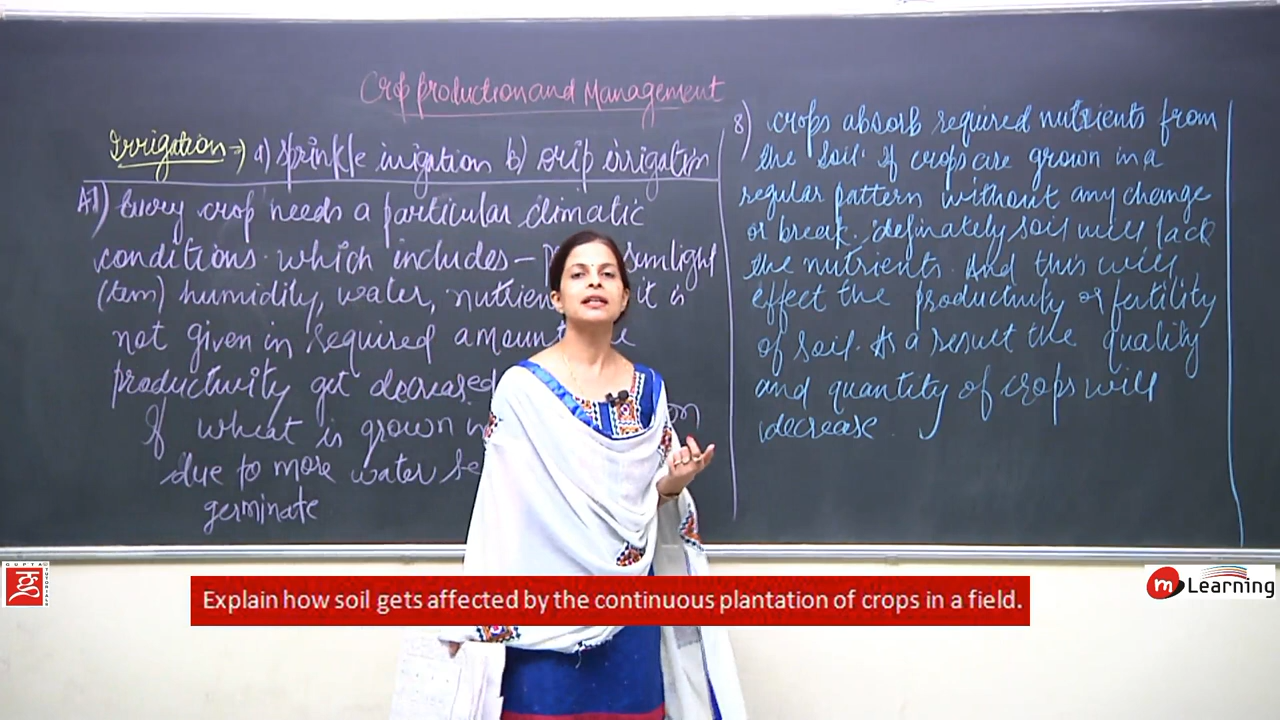 Crop production and Management
Irrigation → a) sprinkle irrigation b) drip irrigation
A7) Every crop needs a particular climatic
conditions. which includes – sunlight
(tem) humidity, water, it is
not given in required
productivity get
If wheat is grown
due to more water
germinate
8) crops absorb required nutrients from
the soil. If crops are grown in a
regular pattern without any change
or break. definately soil will lack
the nutrients. And this will
effect the productivity or fertility
of soil. As a result the quality
and quantity of crops will
decrease.
GUPTA TUTORIALS
Explain how soil gets affected by the continuous plantation of crops in a field.
m Learning